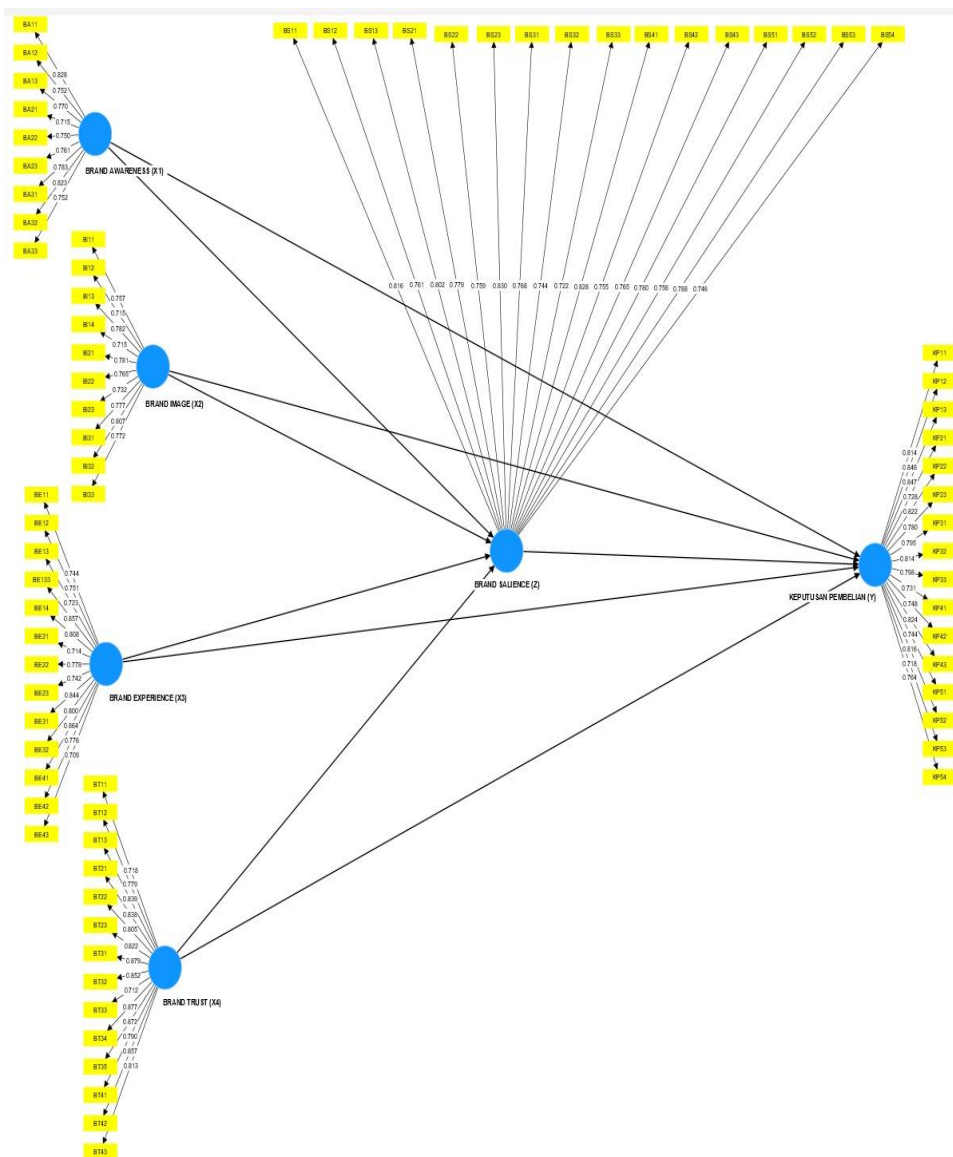 BA11
BA12
BA13
BA21
BA22
BA23
BA31
BA32
BA33
0.828
0.752
0.770
0.715
0.750
0.761
0.783
0.823
0.752
BRAND AWARENESS (X1)
BS11
BS12
BS13
BS21
BS22
BS23
BS31
BS32
BS33
BS41
BS42
BS43
BS51
BS52
BS53
BS54
0.816
0.761
0.802
0.779
0.759
0.830
0.768
0.744
0.722
0.828
0.755
0.765
0.780
0.756
0.788
0.746
BI11
BI12
BI13
BI14
BI21
BI22
BI23
BI31
BI32
BI33
0.757
0.715
0.782
0.715
0.781
0.765
0.732
0.777
0.807
0.772
BRAND IMAGE (X2)
BRAND SALIENCE (Z)
KP11
KP12
KP13
KP21
KP22
KP23
KP31
KP32
KP33
KP41
KP42
KP43
KP51
KP52
KP53
KP54
0.814
0.846
0.847
0.728
0.822
0.780
0.795
0.814
0.798
0.731
0.748
0.824
0.744
0.816
0.718
0.764
KEPUTUSAN PEMBELIAN (Y)
BE11
BE12
BE13
BE133
BE14
BE21
BE22
BE23
BE31
BE32
BE41
BE42
BE43
0.744
0.751
0.723
0.857
0.808
0.714
0.778
0.742
0.844
0.800
0.864
0.776
0.709
BRAND EXPERIENCE (X3)
BT11
BT12
BT13
BT21
BT22
BT23
BT31
BT32
BT33
BT34
BT35
BT41
BT42
BT43
0.718
0.779
0.839
0.838
0.805
0.822
0.879
0.852
0.712
0.877
0.872
0.790
0.857
0.813
BRAND TRUST (X4)